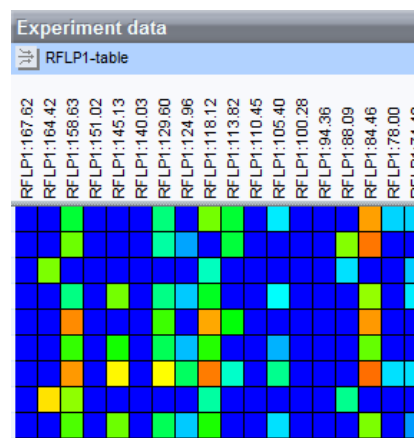 Experiment data
RFLP1-table
RFLP1:167.62
RFLP1:164.42
RFLP1:158.63
RFLP1:151.02
RFLP1:145.13
RFLP1:140.03
RFLP1:129.60
RFLP1:124.96
RFLP1:118.12
RFLP1:113.82
RFLP1:110.45
RFLP1:105.40
RFLP1:100.28
RFLP1:94.36
RFLP1:88.09
RFLP1:84.46
RFLP1:78.00